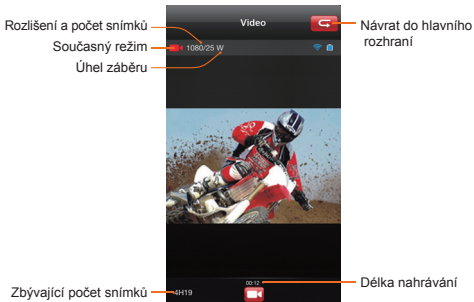 Rozlišení a počet snímků
Současný režim
Úhel záběru
Video
1080/25 W
Návrat do hlavního
rozhraní
Zbývající počet snímků
4H19
00:12
Délka nahrávání